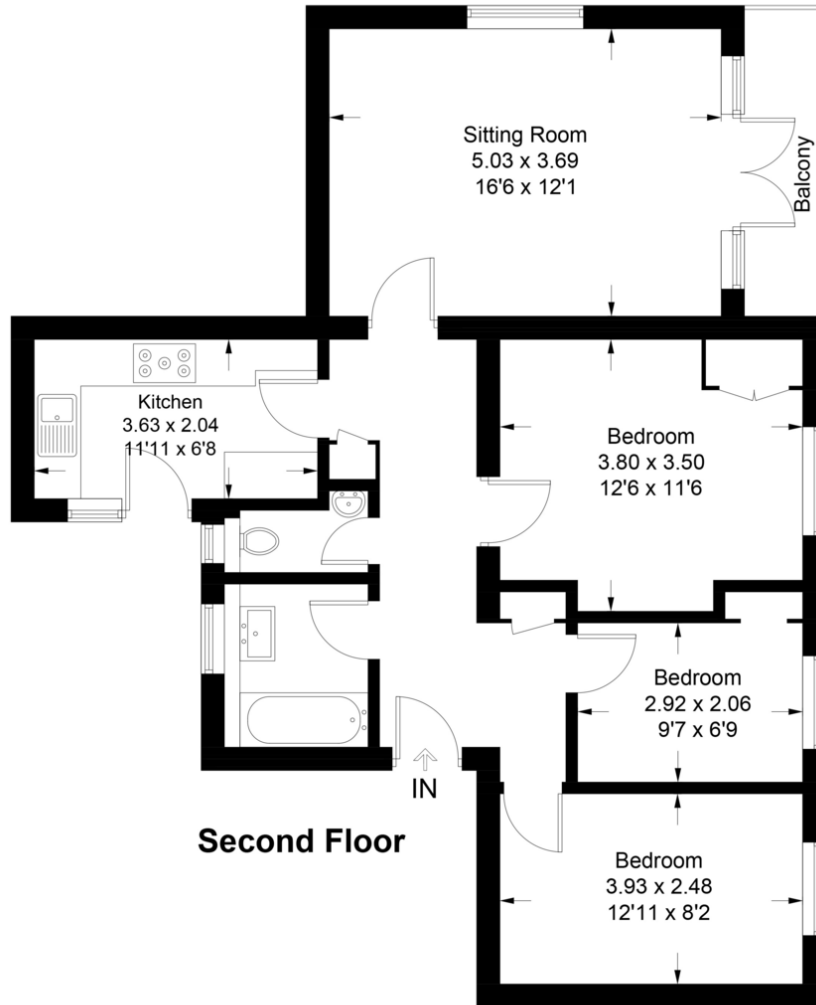 Sitting Room
5.03 x 3.69
16'6 x 12'1
Balcony
Kitchen
3.63 x 2.04
11'11 x 6'8
Bedroom
3.80 x 3.50
12'6 x 11'6
Bedroom
2.92 x 2.06
9'7 x 6'9
IN
Second Floor
Bedroom
3.93 x 2.48
12'11 x 8'2